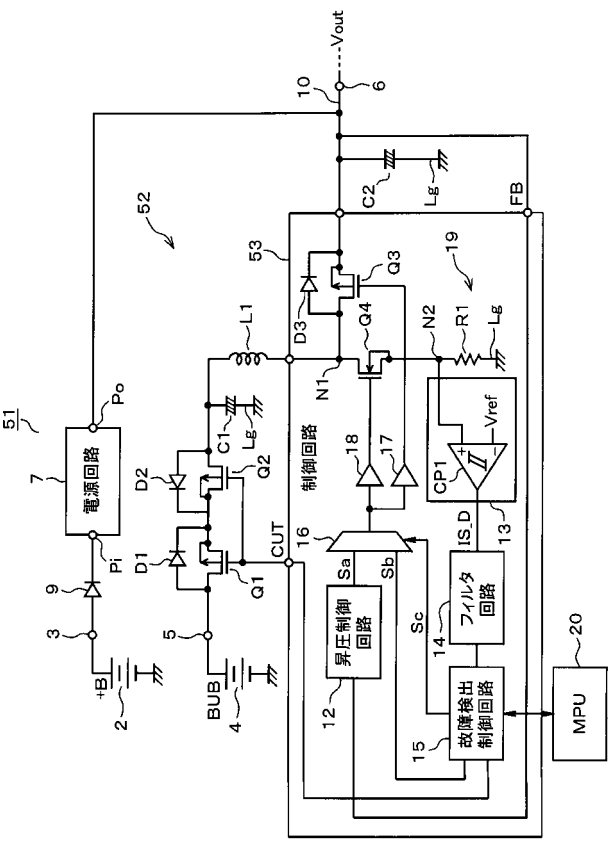 51
+B
2
3
9
Pi
7
電源回路
Po
52
10
Vout
6
BUB
4
5
D1
Q1
D2
Q2
C1
Lg
L1
CUT
制御回路
53
D3
Q3
N1
Q4
N2
R1
Lg
19
C2
Lg
FB
12
昇圧制御
回路
Sa
Sb
16
18
17
Sc
15
故障検出
制御回路
14
フィルタ
回路
IS_D
13
CP1
+
−
Vref
20
MPU